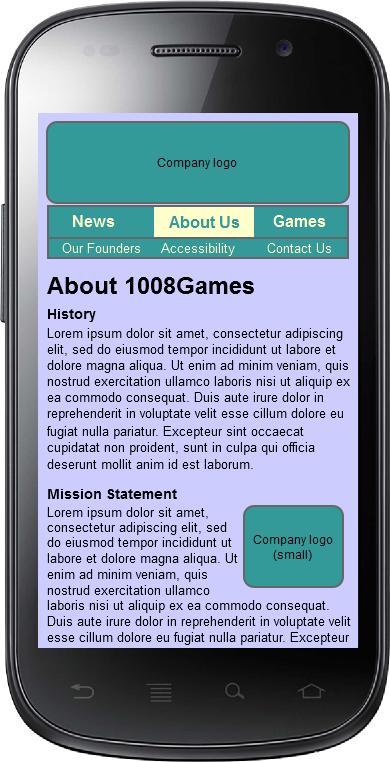 Company logo
News About Us Games
Our Founders Accessibility Contact Us
About 1008Games
History
Lorem ipsum dolor sit amet, consectetur adipiscing
elit, sed do eiusmod tempor incididunt ut labore et
dolore magna aliqua. Ut enim ad minim veniam, quis
nostrud exercitation ullamco laboris nisi ut aliquip ex
ea commodo consequat. Duis aute irure dolor in
reprehenderit in voluptate velit esse cillum dolore eu
fugiat nulla pariatur. Excepteur sint occaecat
cupidatat non proident, sunt in culpa qui officia
deserunt mollit anim id est laborum.
Mission Statement
Lorem ipsum dolor sit amet,
consectetur adipiscing elit, sed
do eiusmod tempor incididunt ut
labore et dolore magna aliqua. Ut
enim ad minim veniam, quis
nostrud exercitation ullamco
laboris nisi ut aliquip ex ea commodo consequat.
Duis aute irure dolor in reprehenderit in voluptate velit
esse cillum dolore eu fugiat nulla pariatur. Excepteur
Company logo
(small)